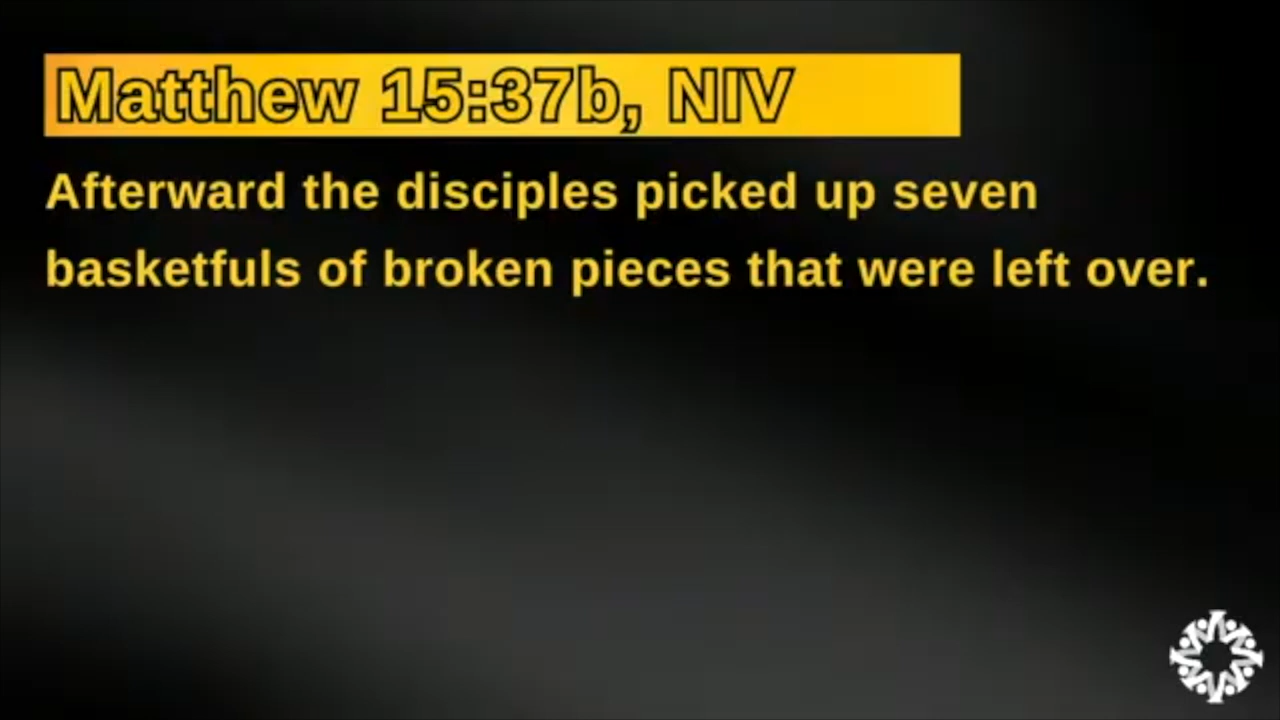 Matthew 15:37b, NIV
Afterward the disciples picked up seven
basketfuls of broken pieces that were left over.